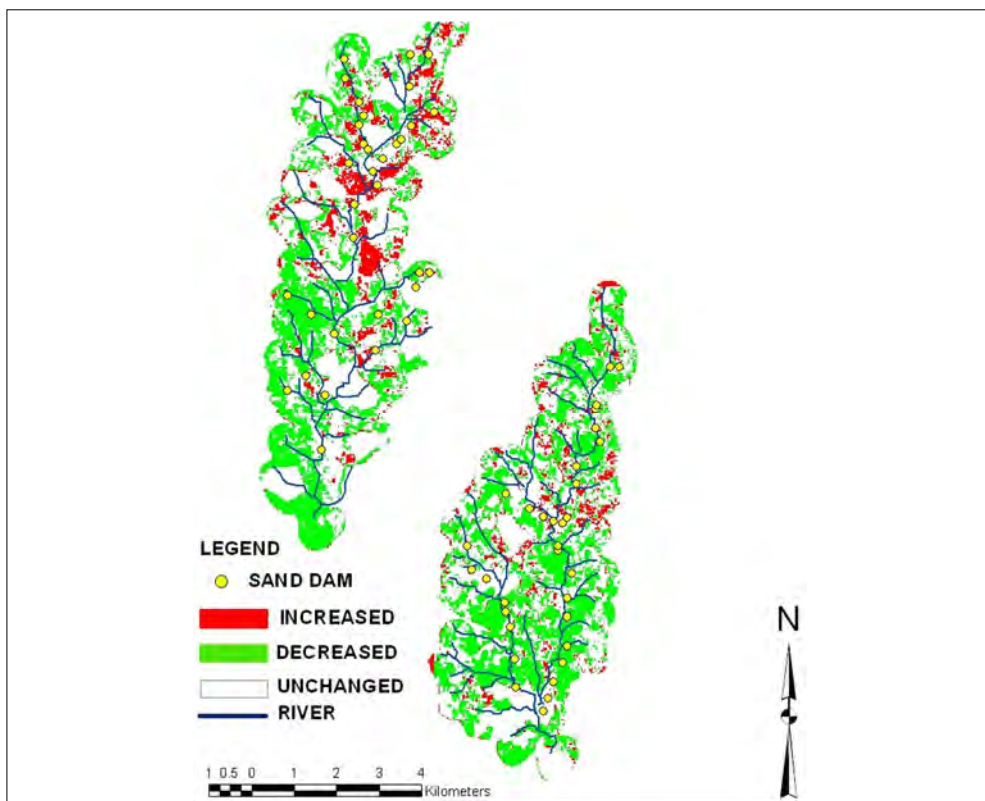 LEGEND
SAND DAM
INCREASED
DECREASED
UNCHANGED
RIVER
N
1 0.5 0 1 2 3 4
Kilometers